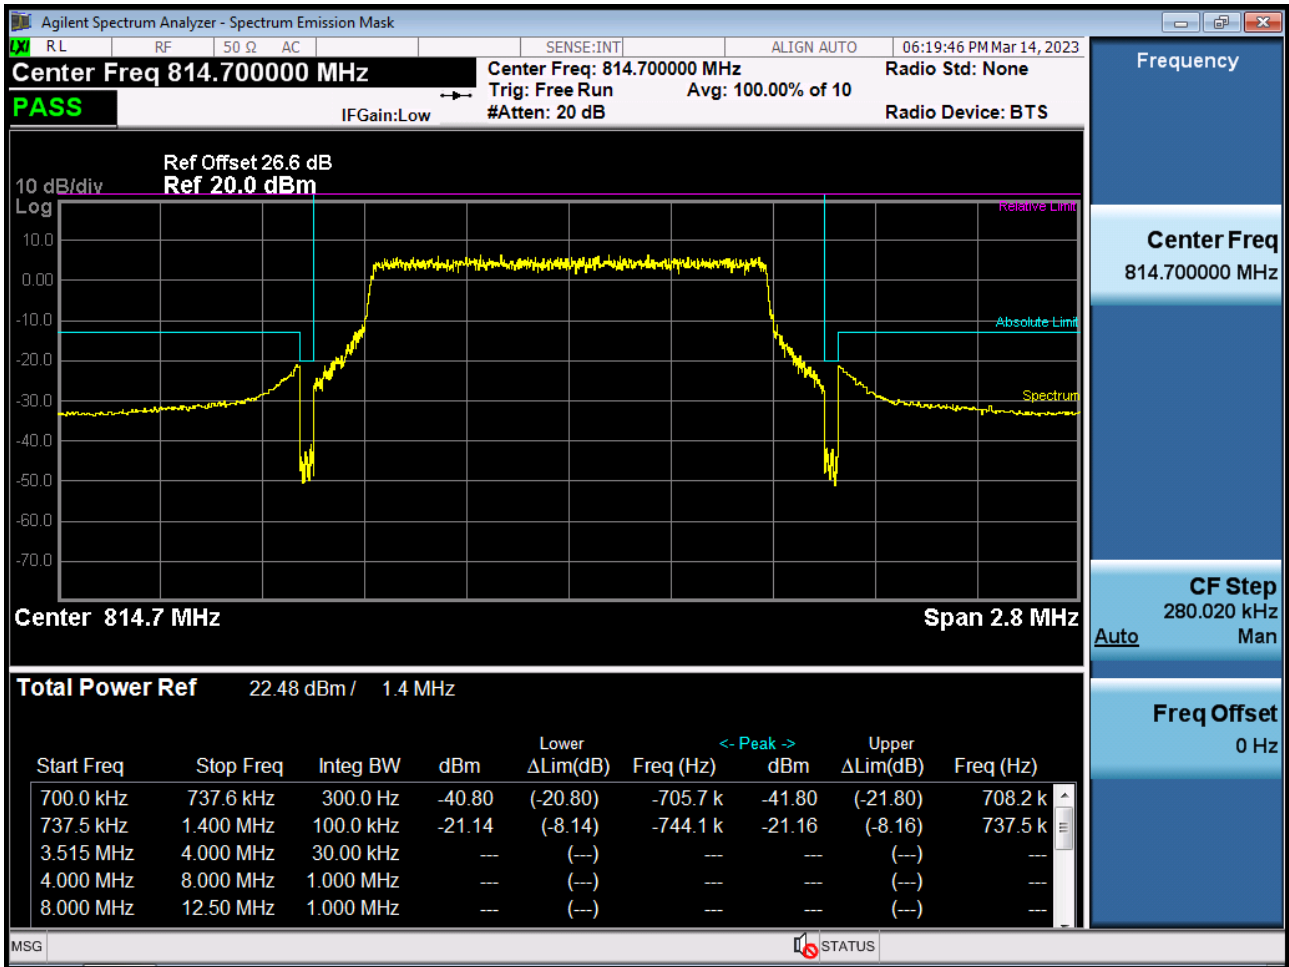 Agilent Spectrum Analyzer - Spectrum Emission Mask
LXI RL RF 50 Ω AC SENSE:INT ALIGN AUTO 06:19:46 PM Mar 14, 2023
Center Freq 814.700000 MHz
PASS
IFGain:Low
Center Freq: 814.700000 MHz
Trig: Free Run Avg: 100.00% of 10
#Atten: 20 dB
Radio Std: None
Radio Device: BTS
Ref Offset 26.6 dB
10 dB/div Ref 20.0 dBm
Log
Relative Limit
10.0
0.00
-10.0
Absolute Limit
-20.0
-30.0
Spectrum
-40.0
-50.0
-60.0
-70.0
Center 814.7 MHz Span 2.8 MHz
Total Power Ref 22.48 dBm / 1.4 MHz
Lower <- Peak -> Upper
Start Freq Stop Freq Integ BW dBm ΔLim(dB) Freq (Hz) dBm ΔLim(dB) Freq (Hz)
700.0 kHz 737.6 kHz 300.0 Hz -40.80 (-20.80) -705.7 k -41.80 (-21.80) 708.2 k
737.5 kHz 1.400 MHz 100.0 kHz -21.14 (-8.14) -744.1 k -21.16 (-8.16) 737.5 k
3.515 MHz 4.000 MHz 30.00 kHz --- (---) --- --- (---) ---
4.000 MHz 8.000 MHz 1.000 MHz --- (---) --- --- (---) ---
8.000 MHz 12.50 MHz 1.000 MHz --- (---) --- --- (---) ---
MSG STATUS
Frequency
Center Freq
814.700000 MHz
CF Step
280.020 kHz
Auto Man
Freq Offset
0 Hz